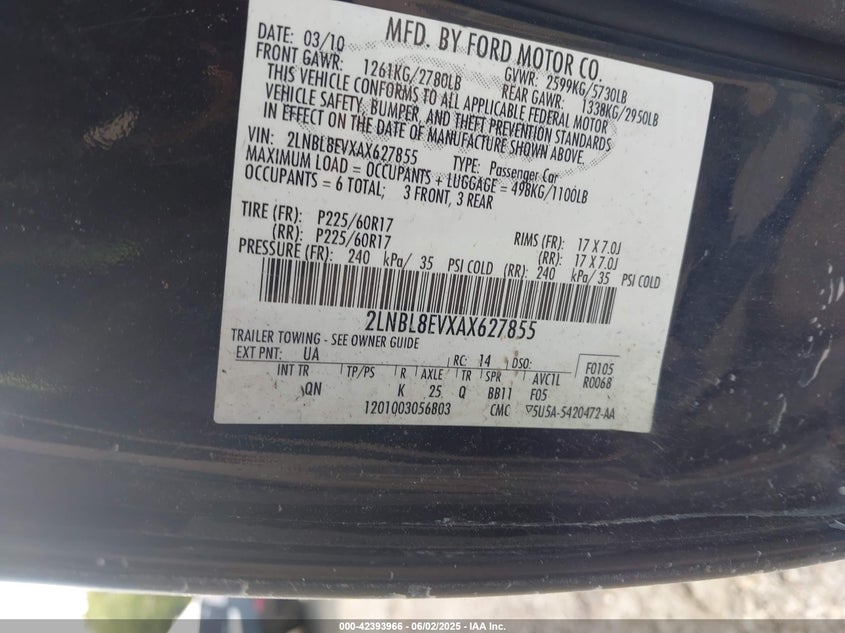 MFD. BY FORD MOTOR CO.
DATE: 03/10 GVWR: 2599KG/5730LB
FRONT GAWR: 1261KG/2780LB REAR GAWR: 1338KG/2950LB
THIS VEHICLE CONFORMS TO ALL APPLICABLE FEDERAL MOTOR
VEHICLE SAFETY, BUMPER, AND THEFT PREVENTION STANDARDS
IN EFFECT ON THE DATE OF MANUFACTURE SHOWN ABOVE.
VIN: 2LNBL8EVXAX627855 TYPE: Passenger Car
MAXIMUM LOAD = OCCUPANTS + LUGGAGE = 498KG/1100LB
OCCUPANTS = 6 TOTAL; 3 FRONT, 3 REAR
TIRE (FR): P225/60R17 RIMS (FR): 17 X 7.0J
(RR): P225/60R17 (RR): 17 X 7.0J
PRESSURE (FR): 240 kPa/ 35 PSI COLD (RR): 240 kPa/ 35 PSI COLD
2LNBL8EVXAX627855
TRAILER TOWING - SEE OWNER GUIDE
EXT PNT: UA RC: 14 DSO: F0105
R0068
INT TR TP/PS R AXLE TR SPR AVCTL
QN K 25 Q BB11 F05
1201003056803 CMC ▽5U5A-5420472-AA
000-42393966 - 06/02/2025 - IAA Inc.